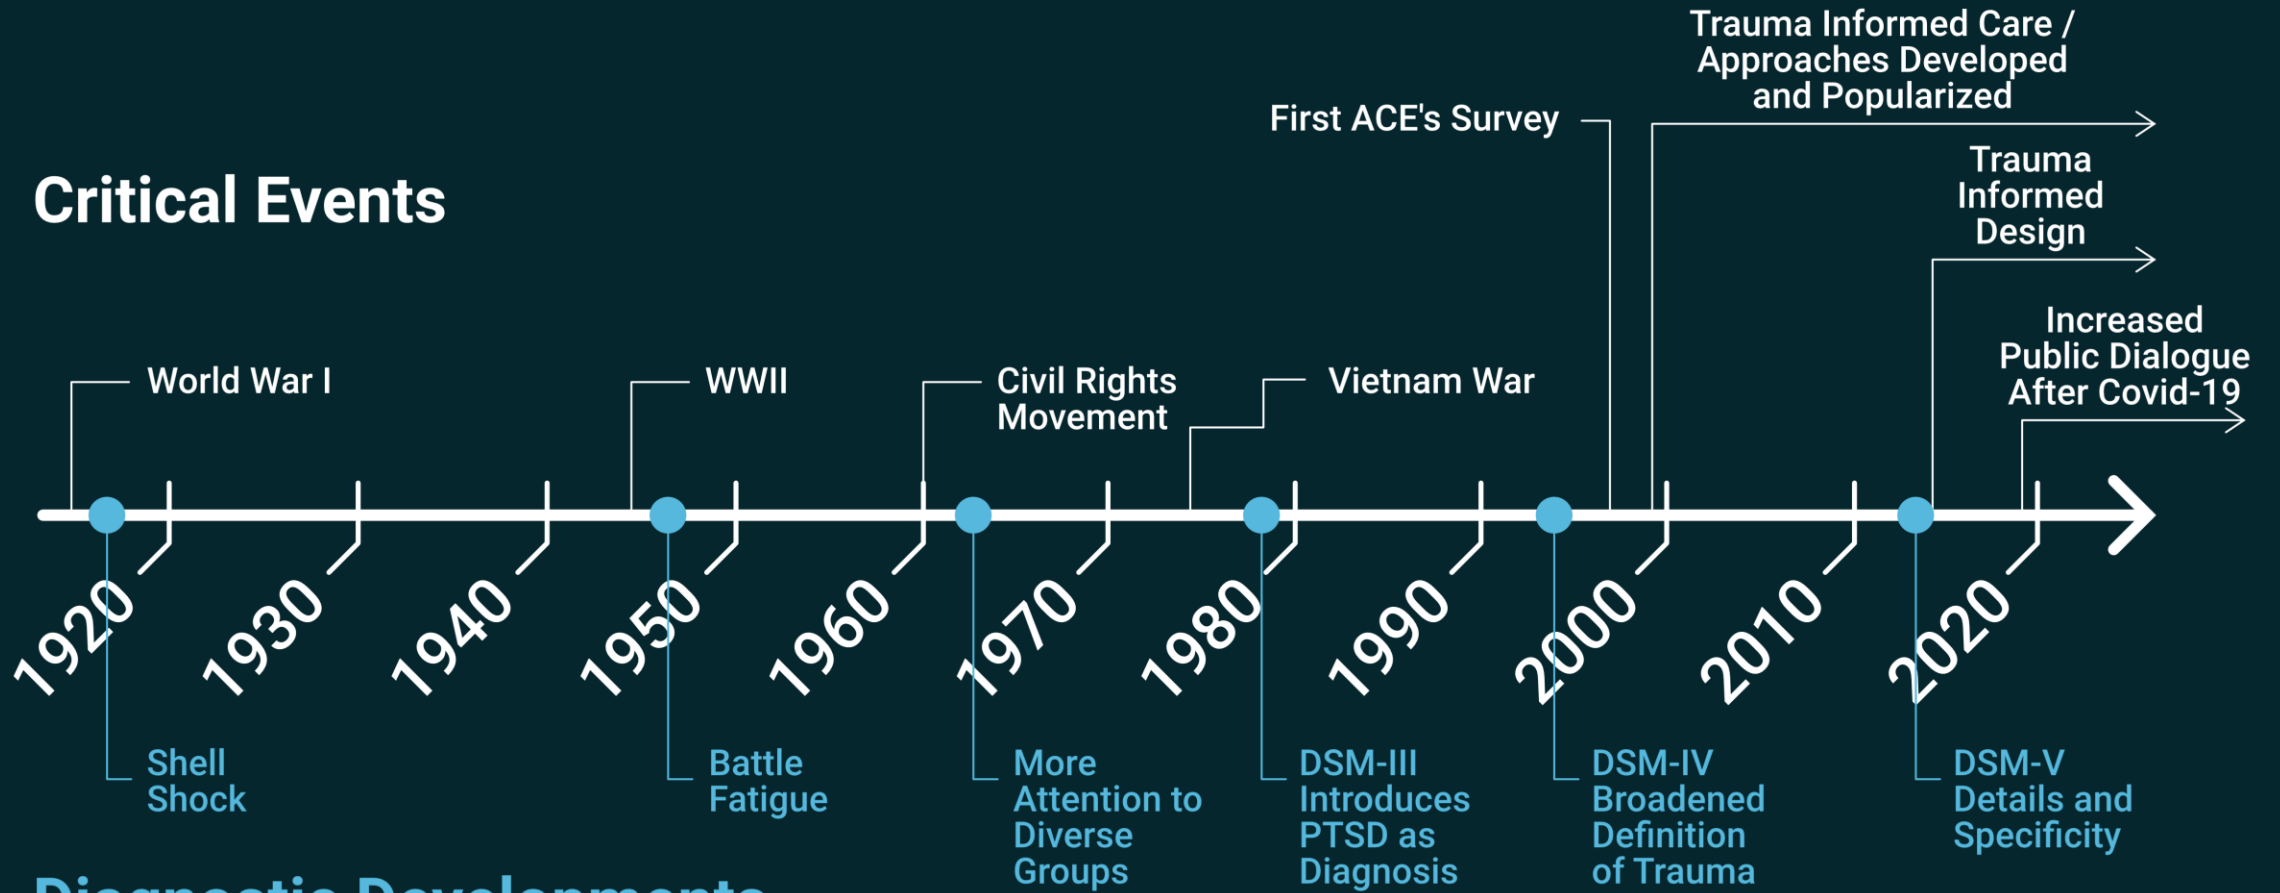 Trauma Informed Care /
Approaches Developed
and Popularized
First ACE's Survey
Trauma
Informed
Design
Critical Events
Increased
Public Dialogue
After Covid-19
World War I
WWII
Civil Rights
Movement
Vietnam War
1920
1930
1940
1950
1960
1970
1980
1990
2000
2010
2020
Shell
Shock
Battle
Fatigue
More
Attention to
Diverse
Groups
DSM-III
Introduces
PTSD as
Diagnosis
DSM-IV
Broadened
Definition
of Trauma
DSM-V
Details and
Specificity
Diagnostic Developments